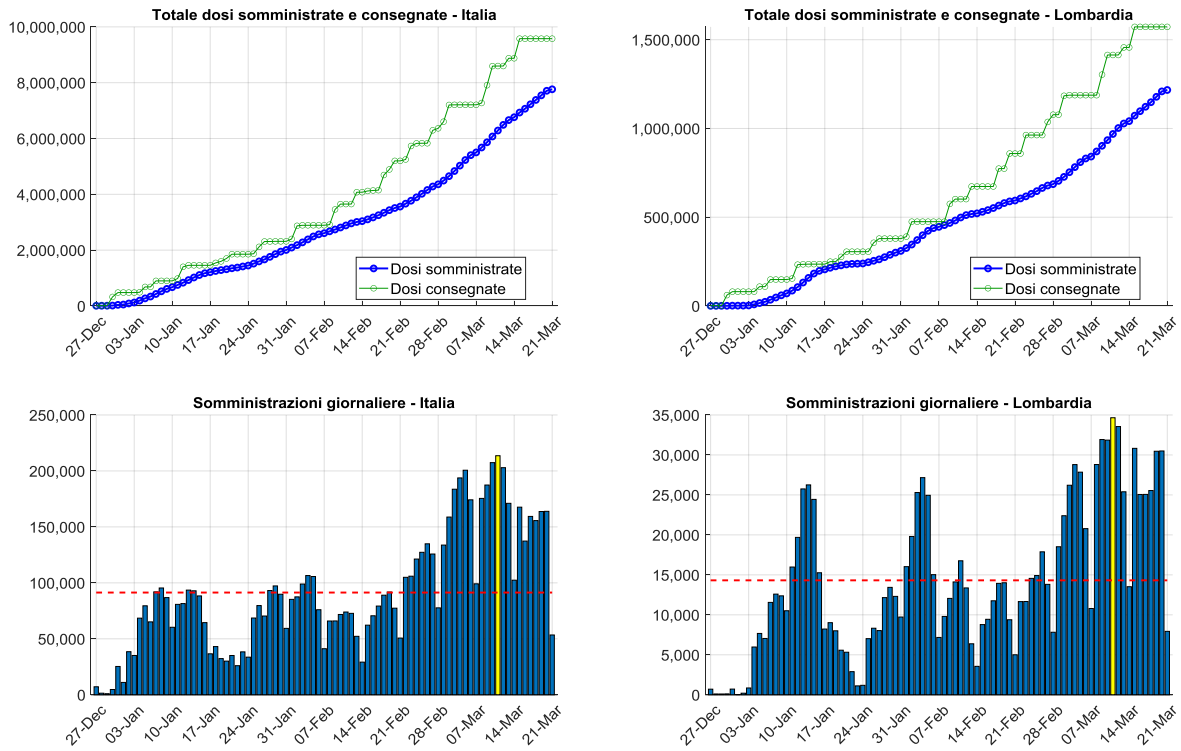 Totale dosi somministrate e consegnate - Italia
10,000,000
8,000,000
6,000,000
4,000,000
2,000,000
0
Dosi somministrate
Dosi consegnate
27-Dec
03-Jan
10-Jan
17-Jan
24-Jan
31-Jan
07-Feb
14-Feb
21-Feb
28-Feb
07-Mar
14-Mar
21-Mar
Totale dosi somministrate e consegnate - Lombardia
1,500,000
1,000,000
500,000
0
Dosi somministrate
Dosi consegnate
27-Dec
03-Jan
10-Jan
17-Jan
24-Jan
31-Jan
07-Feb
14-Feb
21-Feb
28-Feb
07-Mar
14-Mar
21-Mar
Somministrazioni giornaliere - Italia
250,000
200,000
150,000
100,000
50,000
0
27-Dec
03-Jan
10-Jan
17-Jan
24-Jan
31-Jan
07-Feb
14-Feb
21-Feb
28-Feb
07-Mar
14-Mar
21-Mar
Somministrazioni giornaliere - Lombardia
35,000
30,000
25,000
20,000
15,000
10,000
5,000
0
27-Dec
03-Jan
10-Jan
17-Jan
24-Jan
31-Jan
07-Feb
14-Feb
21-Feb
28-Feb
07-Mar
14-Mar
21-Mar